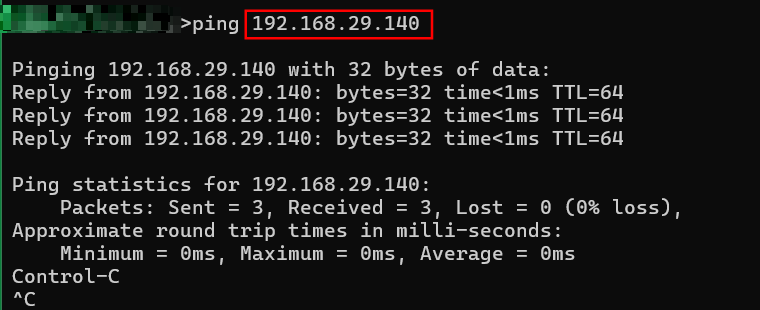 >ping 192.168.29.140
Pinging 192.168.29.140 with 32 bytes of data:
Reply from 192.168.29.140: bytes=32 time<1ms TTL=64
Reply from 192.168.29.140: bytes=32 time<1ms TTL=64
Reply from 192.168.29.140: bytes=32 time<1ms TTL=64
Ping statistics for 192.168.29.140:
Packets: Sent = 3, Received = 3, Lost = 0 (0% loss),
Approximate round trip times in milli-seconds:
Minimum = 0ms, Maximum = 0ms, Average = 0ms
Control-C
^C